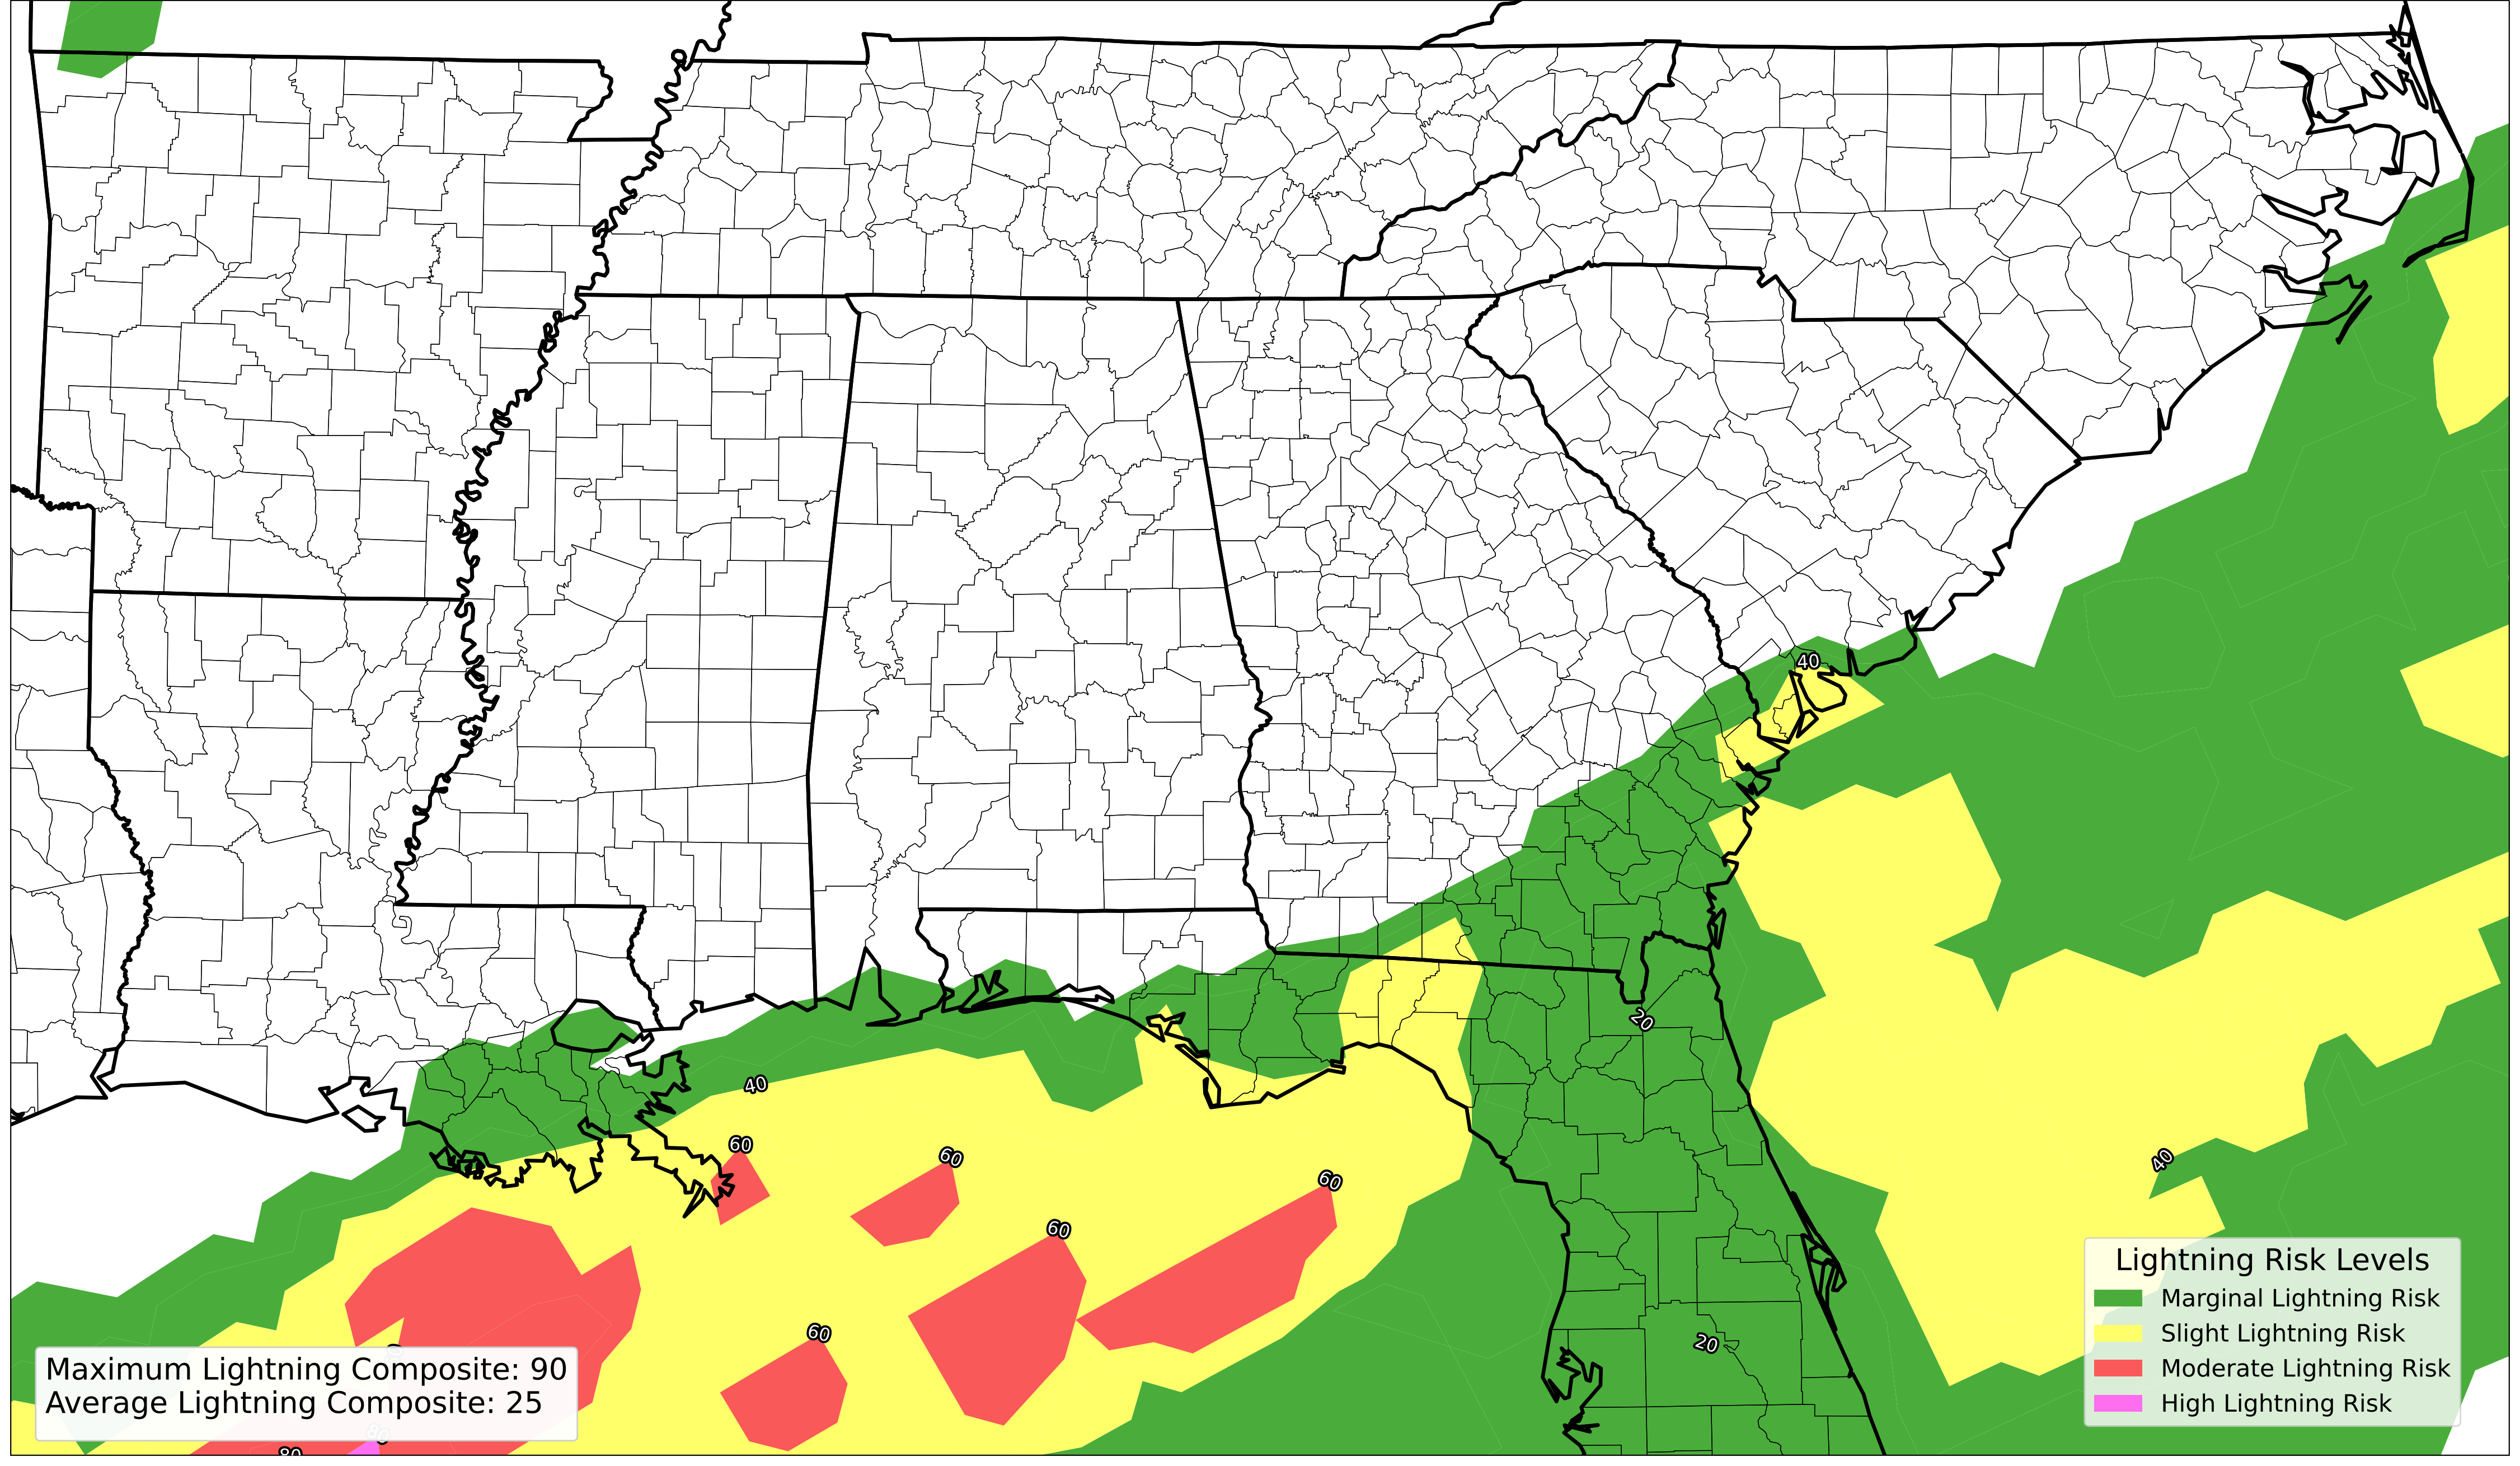 40
20
40
60
60
60
40
60
60
20
80
Lightning Risk Levels
Marginal Lightning Risk
Slight Lightning Risk
Moderate Lightning Risk
High Lightning Risk
Maximum Lightning Composite: 90
Average Lightning Composite: 25